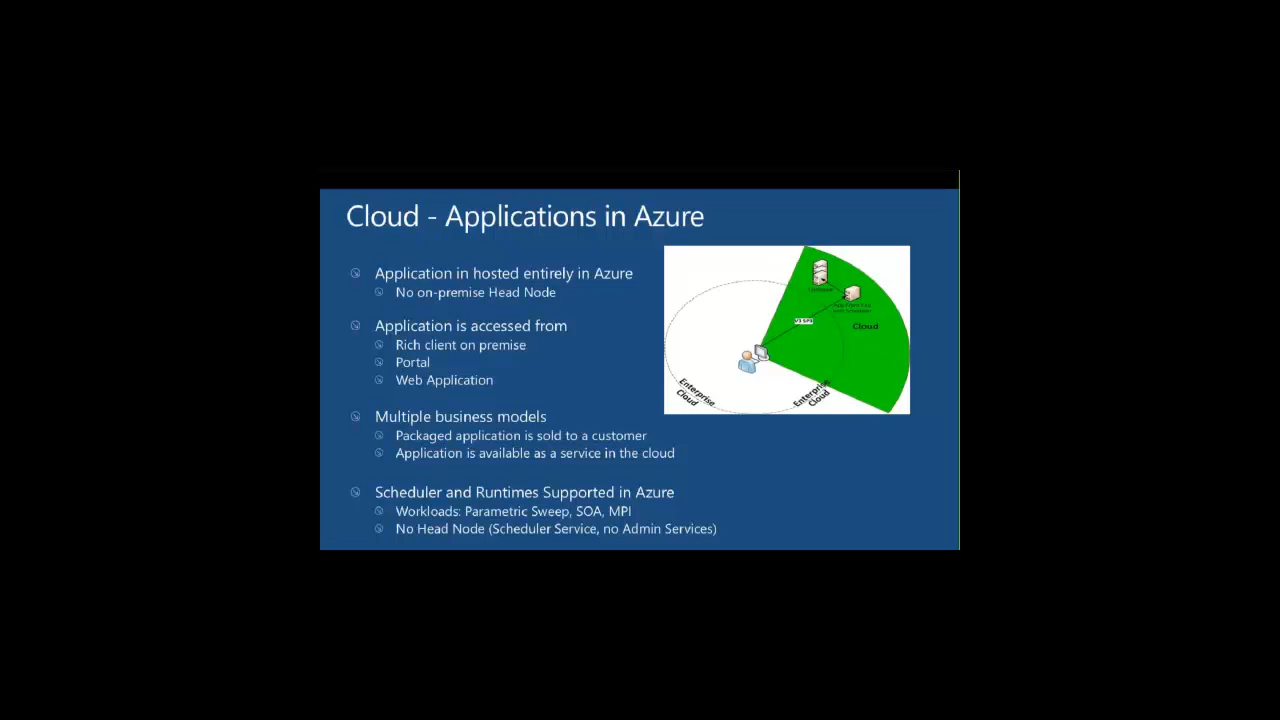 Cloud - Applications in Azure
Application in hosted entirely in Azure
No on-premise Head Node
Application is accessed from
Rich client on premise
Portal
Web Application
Multiple business models
Packaged application is sold to a customer
Application is available as a service in the cloud
Scheduler and Runtimes Supported in Azure
Workloads: Parametric Sweep, SOA, MPI
No Head Node (Scheduler Service, no Admin Services)
V3 SP2
Cloud
Enterprise
Cloud
Enterprise
Cloud